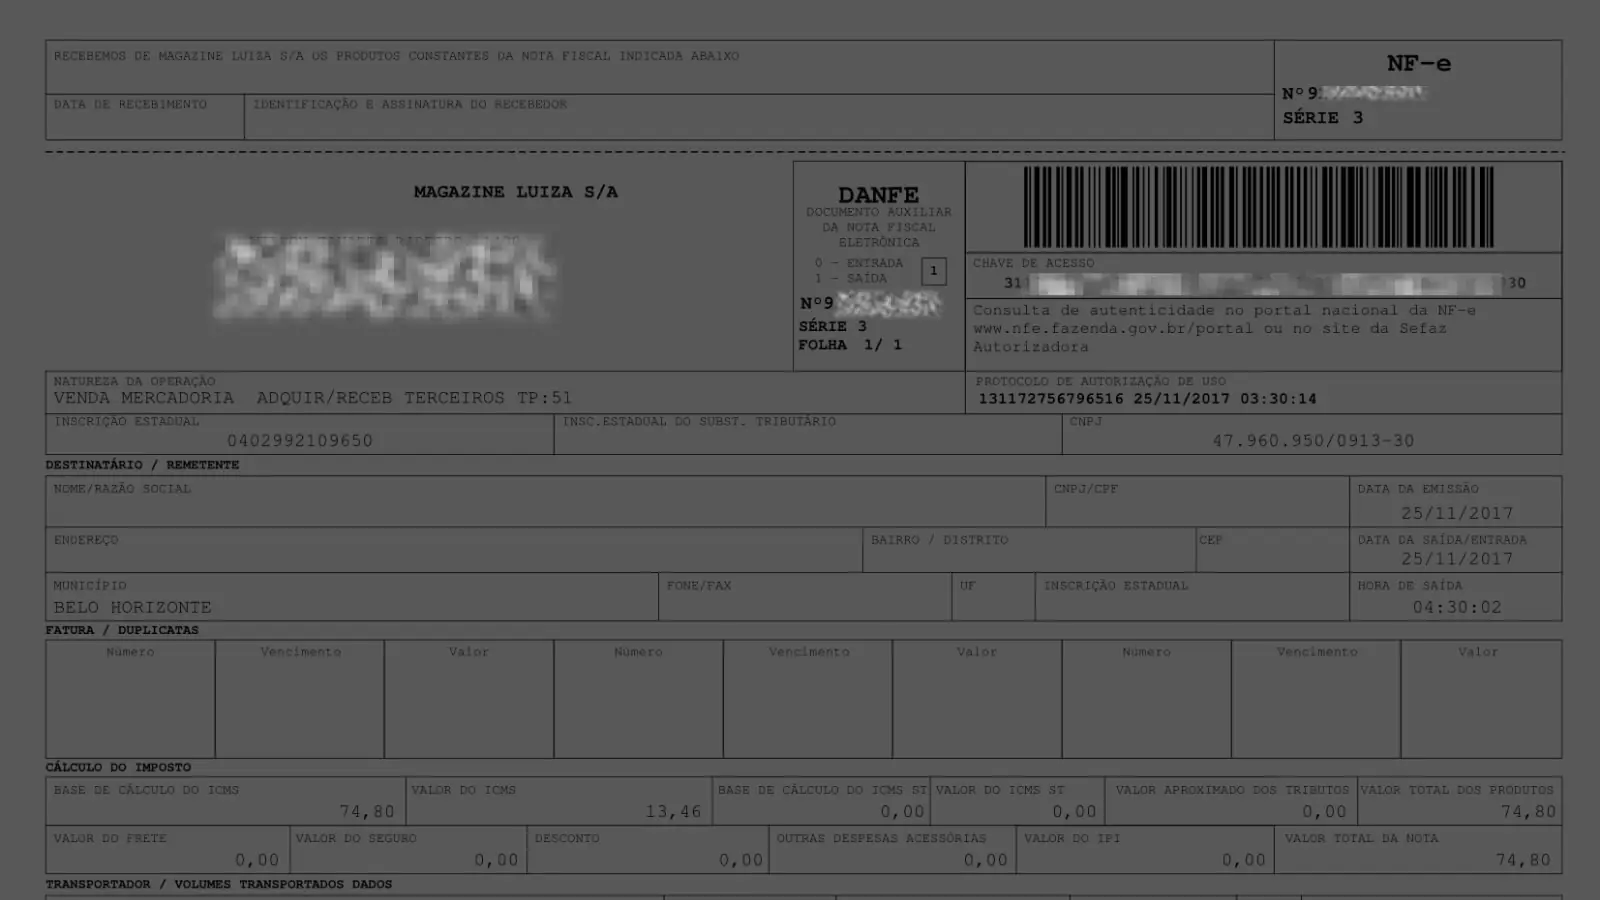 RECEBEMOS DE MAGAZINE LUIZA S/A OS PRODUTOS CONSTANTES DA NOTA FISCAL INDICADA ABAIXO
NF-e
Nº9
SÉRIE 3
DATA DE RECEBIMENTO
IDENTIFICAÇÃO E ASSINATURA DO RECEBEDOR
MAGAZINE LUIZA S/A
DANFE
DOCUMENTO AUXILIAR
DA NOTA FISCAL
ELETRÔNICA
0 - ENTRADA
1 - SAÍDA
1
Nº9
SÉRIE 3
FOLHA 1/ 1
CHAVE DE ACESSO
31 30
Consulta de autenticidade no portal nacional da NF-e
www.nfe.fazenda.gov.br/portal ou no site da Sefaz
Autorizadora
NATUREZA DA OPERAÇÃO
VENDA MERCADORIA ADQUIR/RECEB TERCEIROS TP:51
PROTOCOLO DE AUTORIZAÇÃO DE USO
131172756796516 25/11/2017 03:30:14
INSCRIÇÃO ESTADUAL
0402992109650
INSC.ESTADUAL DO SUBST. TRIBUTÁRIO
CNPJ
47.960.950/0913-30
DESTINATÁRIO / REMETENTE
NOME/RAZÃO SOCIAL
CNPJ/CPF
DATA DA EMISSÃO
25/11/2017
ENDEREÇO
BAIRRO / DISTRITO
CEP
DATA DA SAÍDA/ENTRADA
25/11/2017
MUNICÍPIO
BELO HORIZONTE
FONE/FAX
UF
INSCRIÇÃO ESTADUAL
HORA DE SAÍDA
04:30:02
FATURA / DUPLICATAS
Número Vencimento Valor Número Vencimento Valor Número Vencimento Valor
CÁLCULO DO IMPOSTO
BASE DE CÁLCULO DO ICMS
74,80
VALOR DO ICMS
13,46
BASE DE CÁLCULO DO ICMS ST
0,00
VALOR DO ICMS ST
0,00
VALOR APROXIMADO DOS TRIBUTOS
0,00
VALOR TOTAL DOS PRODUTOS
74,80
VALOR DO FRETE
0,00
VALOR DO SEGURO
0,00
DESCONTO
0,00
OUTRAS DESPESAS ACESSÓRIAS
0,00
VALOR DO IPI
0,00
VALOR TOTAL DA NOTA
74,80
TRANSPORTADOR / VOLUMES TRANSPORTADOS DADOS